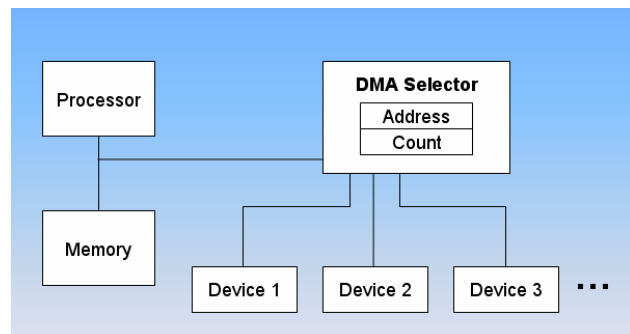 Processor
DMA Selector
Address
Count
Memory
Device 1
Device 2
Device 3
...